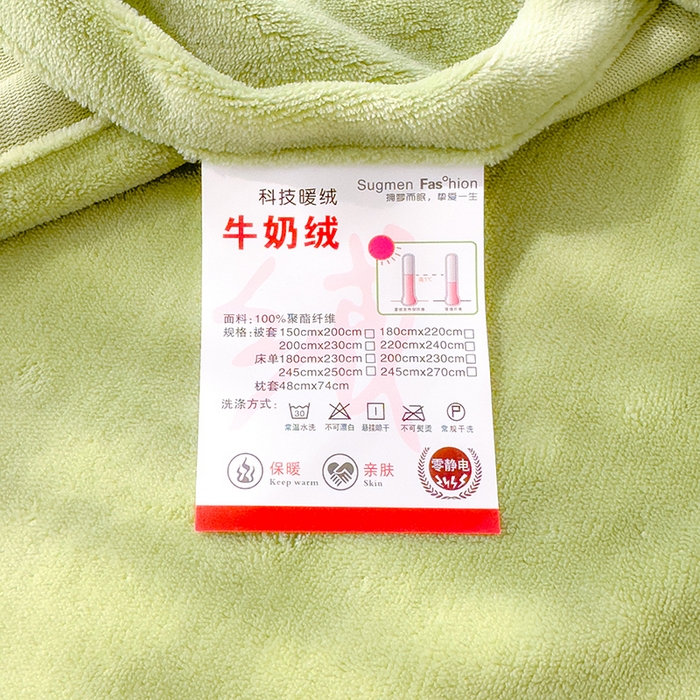 Sugmen Fas°hion
拥梦而眠，挚爱一生
科技暖绒
牛奶绒
面料: 100%聚酯纤维
规格: 被套 150cmx200cm□ 180cmx220cm□
200cmx230cm□ 220cmx240cm□
床单 180cmx230cm□ 200cmx230cm□
245cmx250cm□ 245cmx270cm□
枕套 48cmx74cm
洗涤方式:
30 P
常温水洗 不可漂白 悬挂晾干 不可熨烫 常规干洗
保暖 亲肤 零静电
Keep warm Skin
绒